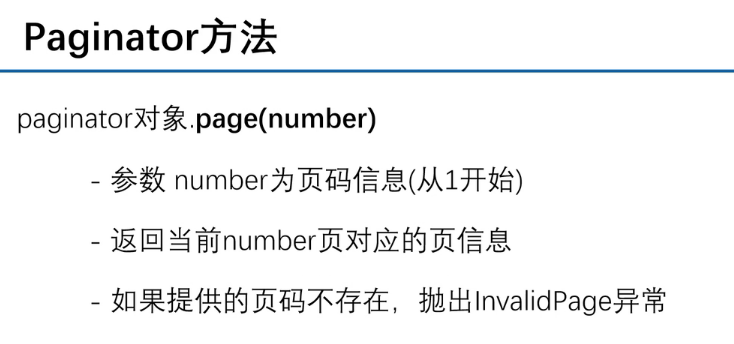 Paginator方法
paginator对象.page(number)
- 参数 number为页码信息(从1开始)
- 返回当前number页对应的页信息
- 如果提供的页码不存在，抛出InvalidPage异常